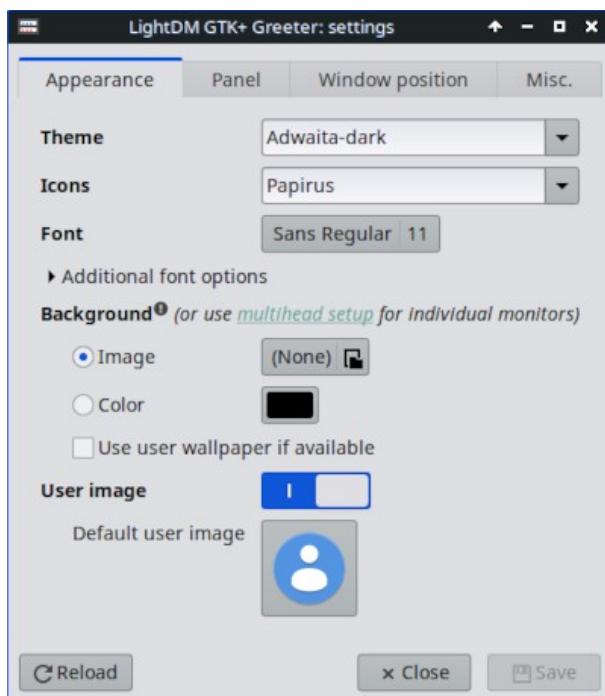 LightDM GTK+ Greeter: settings
Appearance Panel Window position Misc.
Theme Adwaita-dark
Icons Papirus
Font Sans Regular 11
Additional font options
Background (or use multihead setup for individual monitors)
Image (None)
Color
Use user wallpaper if available
User image
Default user image
Reload Close Save